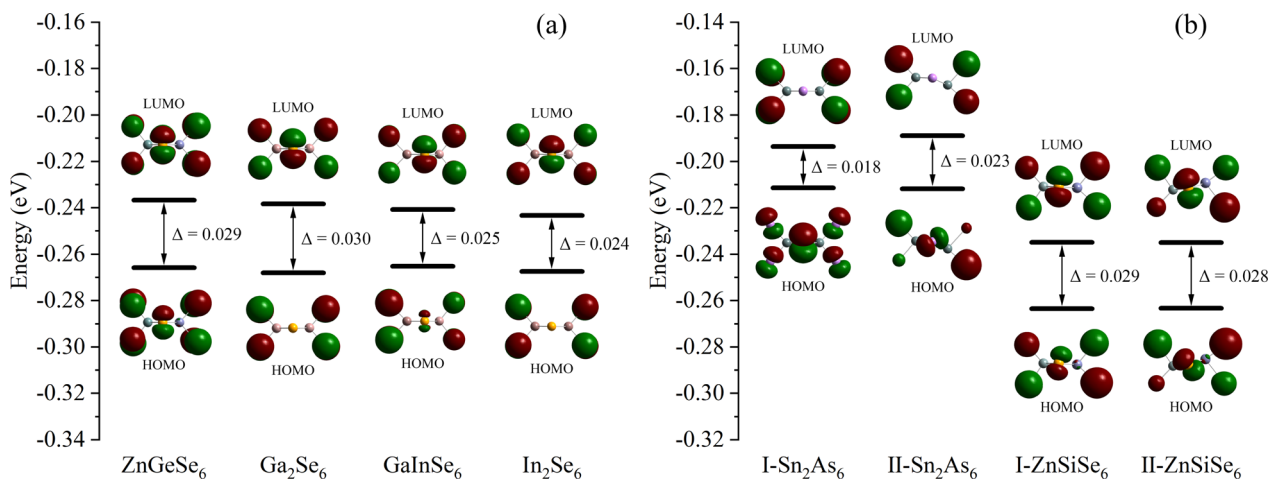 (a)
Energy (eV)
-0.16
-0.18
-0.20
-0.22
-0.24
-0.26
-0.28
-0.30
-0.32
-0.34
LUMO
LUMO
LUMO
LUMO
Δ = 0.029
Δ = 0.030
Δ = 0.025
Δ = 0.024
HOMO
HOMO
HOMO
HOMO
ZnGeSe₆
Ga₂Se₆
GaInSe₆
In₂Se₆
(b)
Energy (eV)
-0.14
-0.16
-0.18
-0.20
-0.22
-0.24
-0.26
-0.28
-0.30
-0.32
LUMO
LUMO
LUMO
LUMO
Δ = 0.018
Δ = 0.023
Δ = 0.029
Δ = 0.028
HOMO
HOMO
HOMO
HOMO
I-Sn₂As₆
II-Sn₂As₆
I-ZnSiSe₆
II-ZnSiSe₆